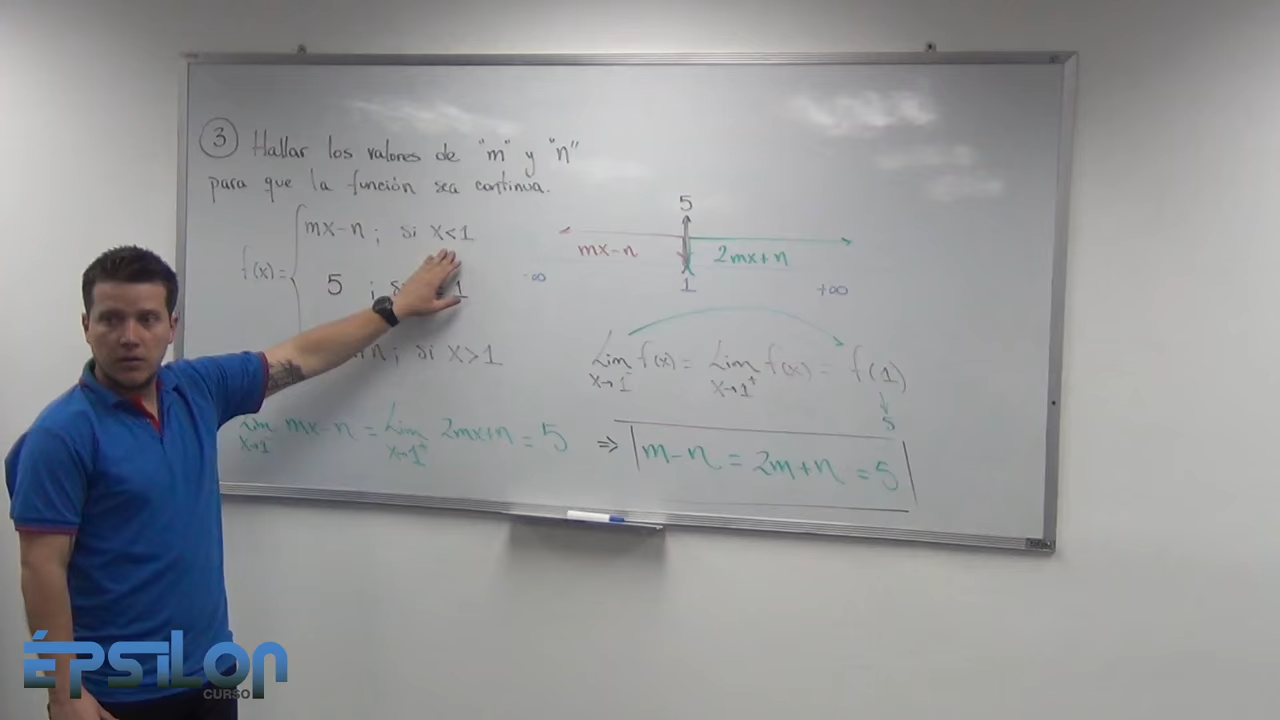 3 Hallar los valores de "m" y "n"
para que la función sea continua.
mx-n ; si x<1
f(x)=
5 ; 1
n ; si x>1
5
mx-n 2mx+n
-∞ 1 +∞
Lim f(x) = Lim f(x) = f(1)
x→1 x→1⁺ ↓
5
Lim mx-n = Lim 2mx+n = 5 ⇒ m-n = 2m+n = 5
x→1 x→1⁺
ÉPSILON
CURSO